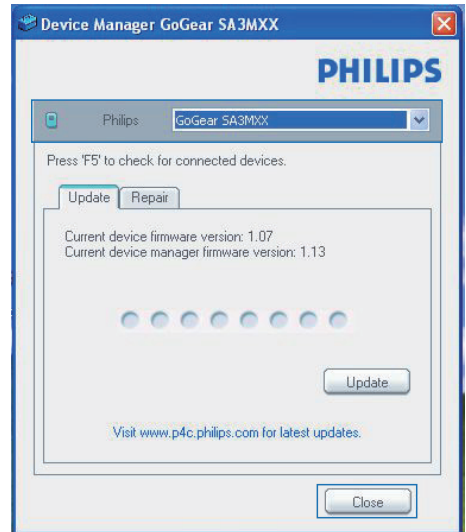 Device Manager GoGear SA3MXX
PHILIPS
Philips GoGear SA3MXX
Press 'F5' to check for connected devices.
Update Repair
Current device firmware version: 1.07
Current device manager firmware version: 1.13
Update
Visit www.p4c.philips.com for latest updates.
Close